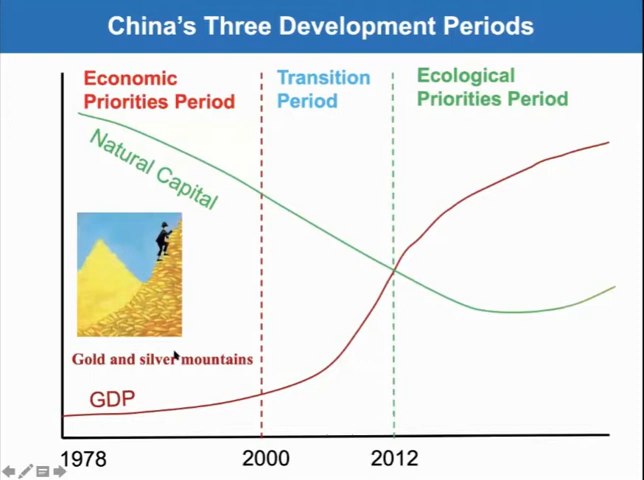 China's Three Development Periods
Economic
Priorities Period
Transition
Period
Ecological
Priorities Period
Natural Capital
Gold and silver mountains
GDP
1978
2000
2012